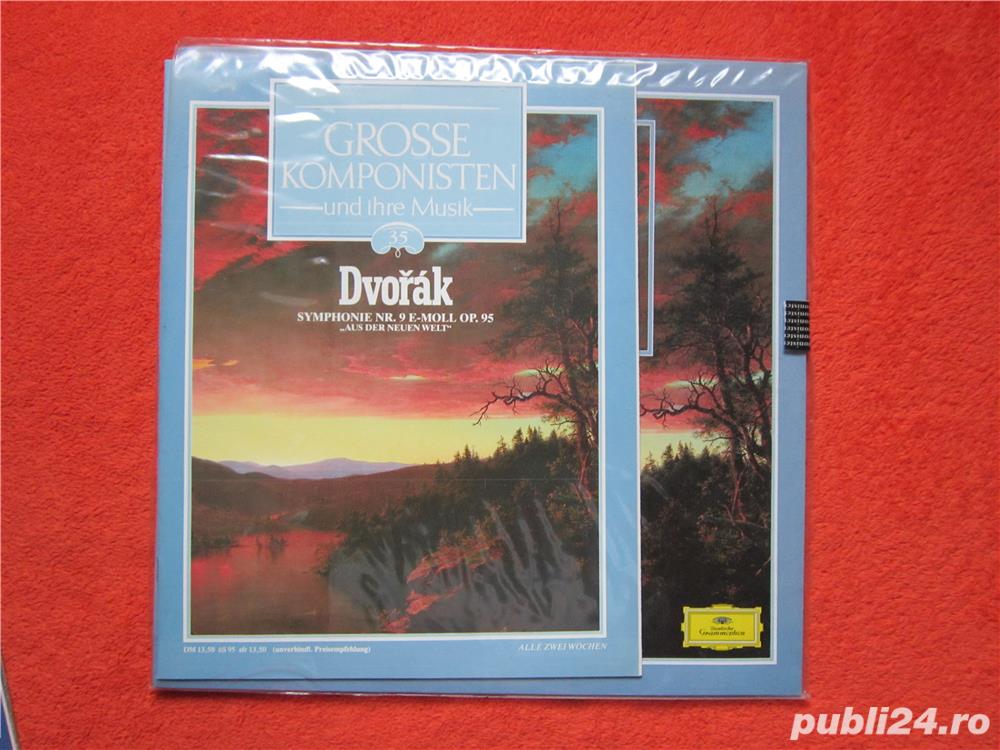 GROSSE
KOMPONISTEN
und ihre Musik
35
Dvořák
SYMPHONIE NR. 9 E-MOLL OP. 95
„AUS DER NEUEN WELT“
DM 13,50 öS 95 sfr 13,50 (unverbindl. Preisempfehlung)
ALLE ZWEI WOCHEN
Deutsche
Grammophon
publi24.ro